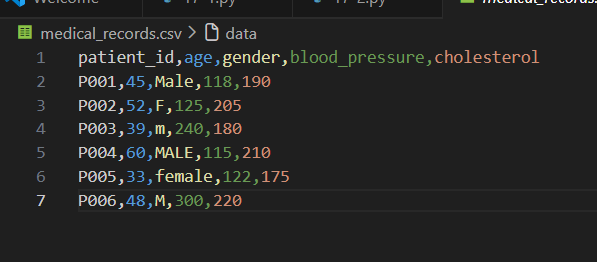 Welcome
medical_records.csv > data
1 patient_id,age,gender,blood_pressure,cholesterol
2 P001,45,Male,118,190
3 P002,52,F,125,205
4 P003,39,m,240,180
5 P004,60,MALE,115,210
6 P005,33,female,122,175
7 P006,48,M,300,220